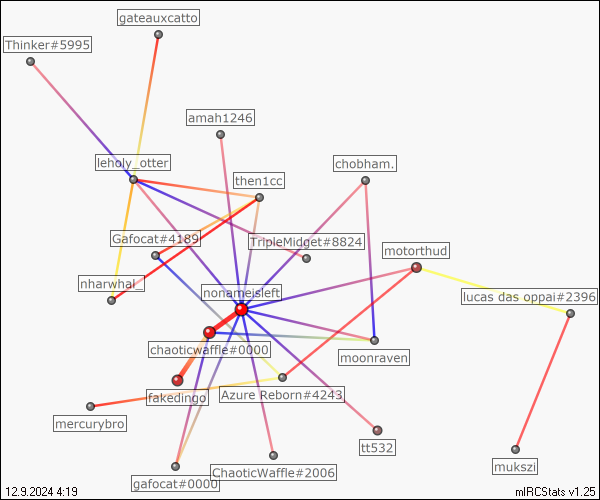 gateauxcatto
Thinker#5995
amah1246
leholy_otter
chobham.
then1cc
Gafocat#4189
TripleMidget#8824
motorthud
nharwhal_
nonameisleft
lucas das oppai#2396
chaoticwaffle#0000
moonraven
fakedingo
Azure Reborn#4243
mercurybro
tt532
mukszi
ChaoticWaffle#2006
gafocat#0000
12.9.2024 4:19
mIRCStats v1.25